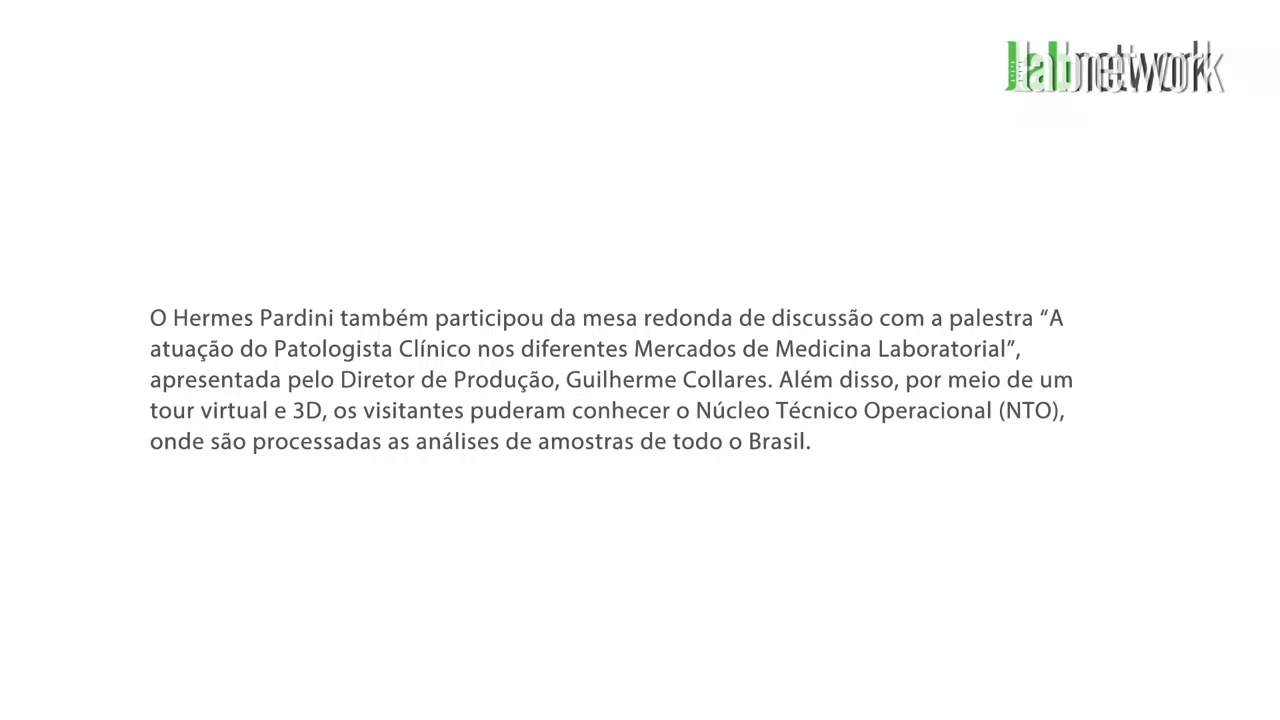 labnetwork
O Hermes Pardini também participou da mesa redonda de discussão com a palestra “A
atuação do Patologista Clínico nos diferentes Mercados de Medicina Laboratorial”,
apresentada pelo Diretor de Produção, Guilherme Collares. Além disso, por meio de um
tour virtual e 3D, os visitantes puderam conhecer o Núcleo Técnico Operacional (NTO),
onde são processadas as análises de amostras de todo o Brasil.